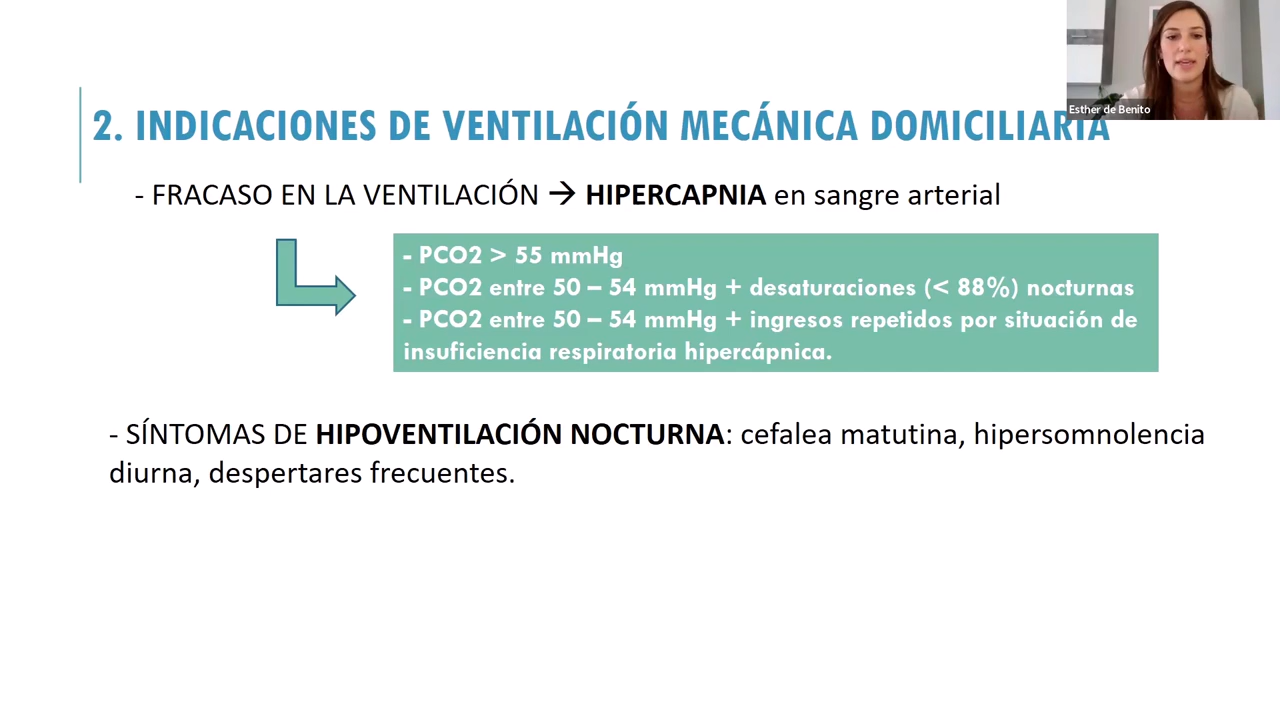 Esther de Benito
2. INDICACIONES DE VENTILACIÓN MECÁNICA DOMICILIARIA
- FRACASO EN LA VENTILACIÓN → HIPERCAPNIA en sangre arterial
- PCO2 > 55 mmHg
- PCO2 entre 50 – 54 mmHg + desaturaciones (< 88%) nocturnas
- PCO2 entre 50 – 54 mmHg + ingresos repetidos por situación de
insuficiencia respiratoria hipercápnica.
- SÍNTOMAS DE HIPOVENTILACIÓN NOCTURNA: cefalea matutina, hipersomnolencia
diurna, despertares frecuentes.